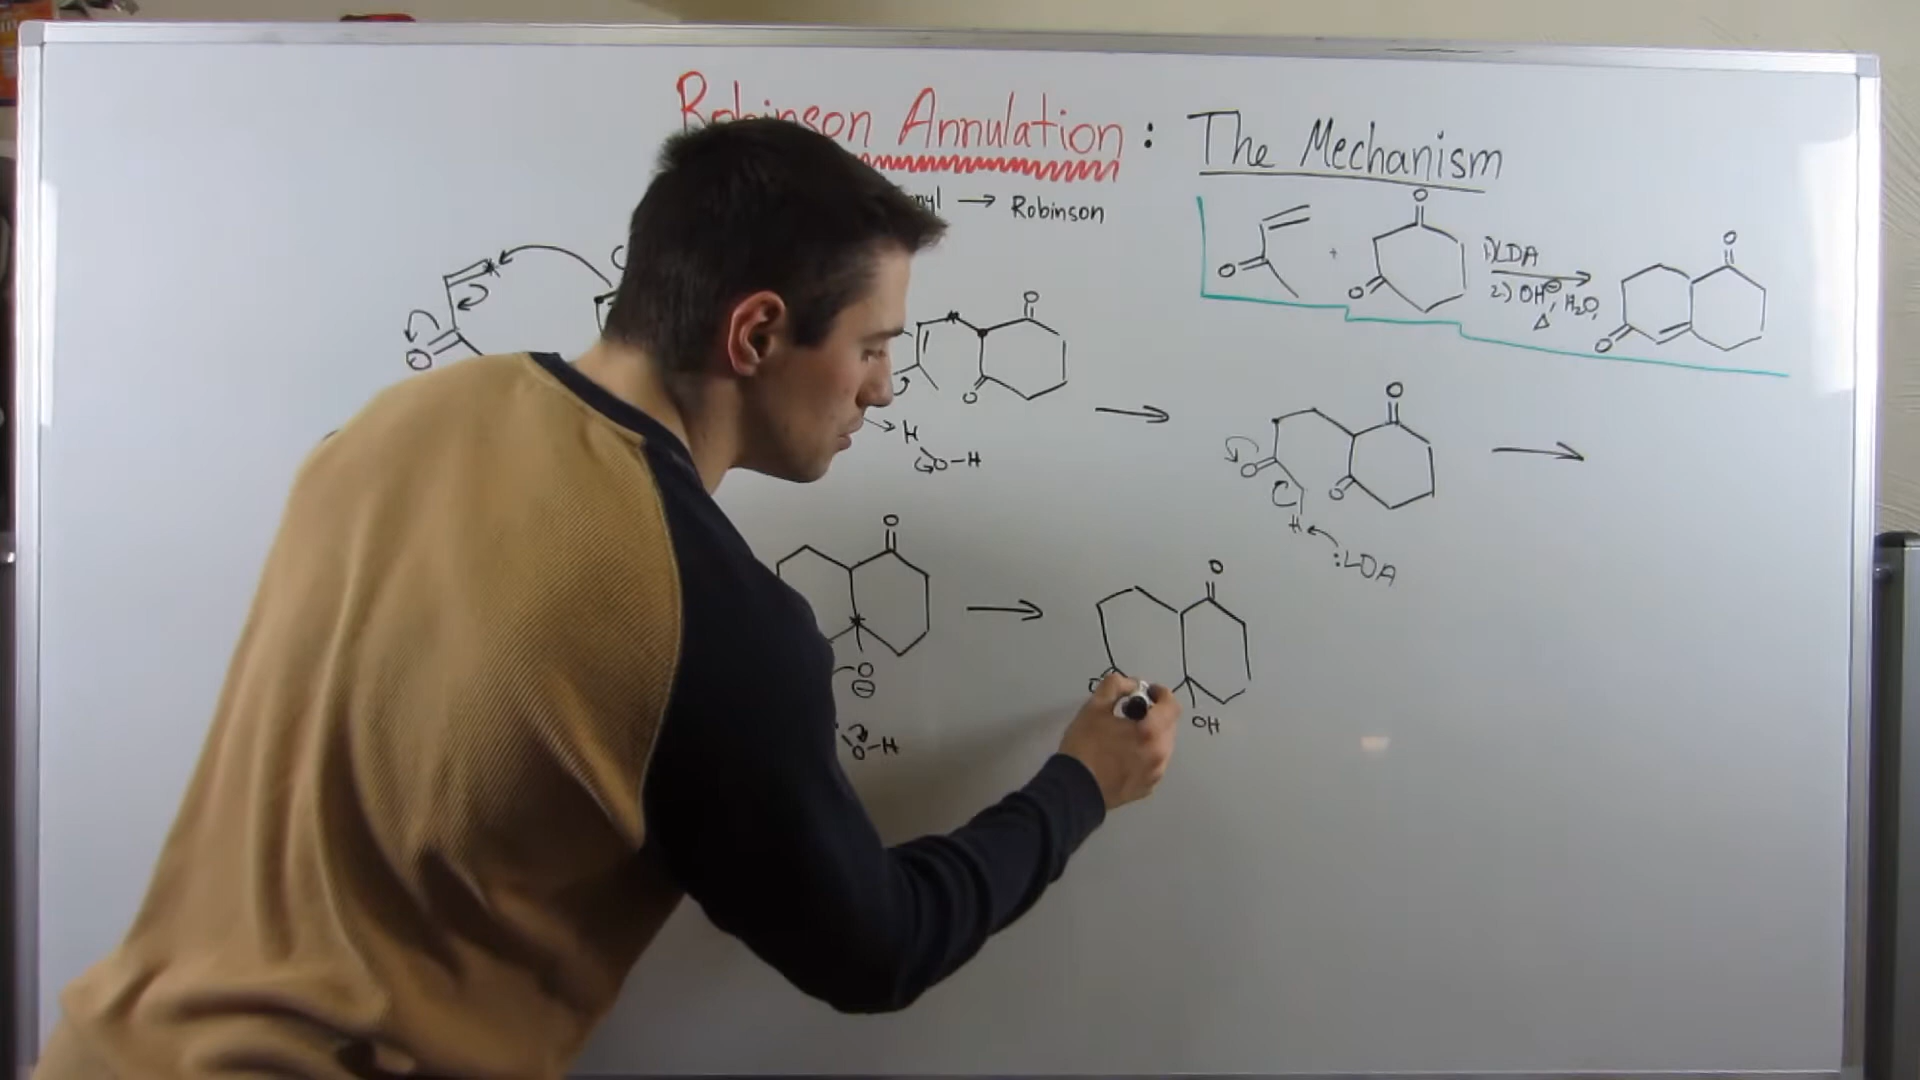 Robinson Annulation : The Mechanism
→ Robinson
O
O
+
O
O
1) LDA
2) OH⊖, H2O,
Δ
O
O
O
O
O
H
O-H
O
O
O
H
:LDA
O
O
⊖
O-H
O
OH